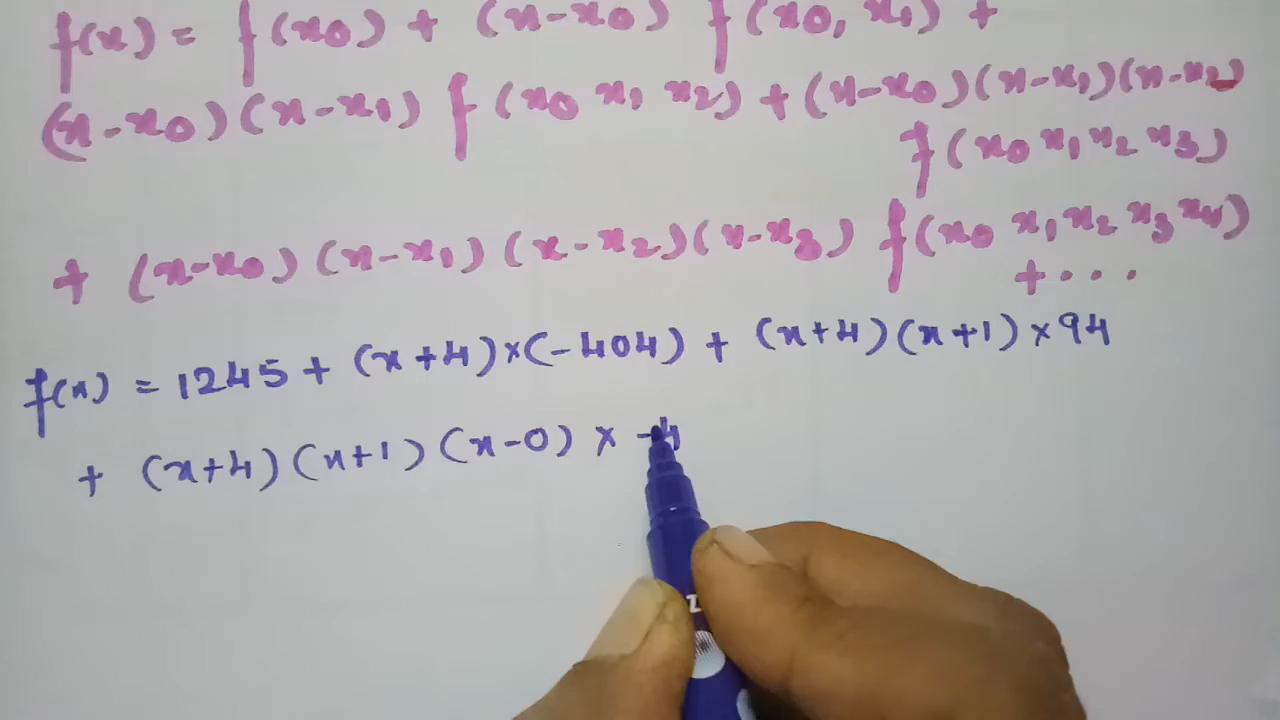 f(x) = f(x0) + (x-x0) f(x0, x1) +
(x-x0)(x-x1) f(x0 x1 x2) + (x-x0)(x-x1)(x-x2)
f(x0 x1 x2 x3)
+ (x-x0)(x-x1)(x-x2)(x-x3) f(x0 x1 x2 x3 x4)
+ ...
f(x) = 1245 + (x+4)×(-404) + (x+4)(x+1)×94
+ (x+4)(x+1)(x-0) × -